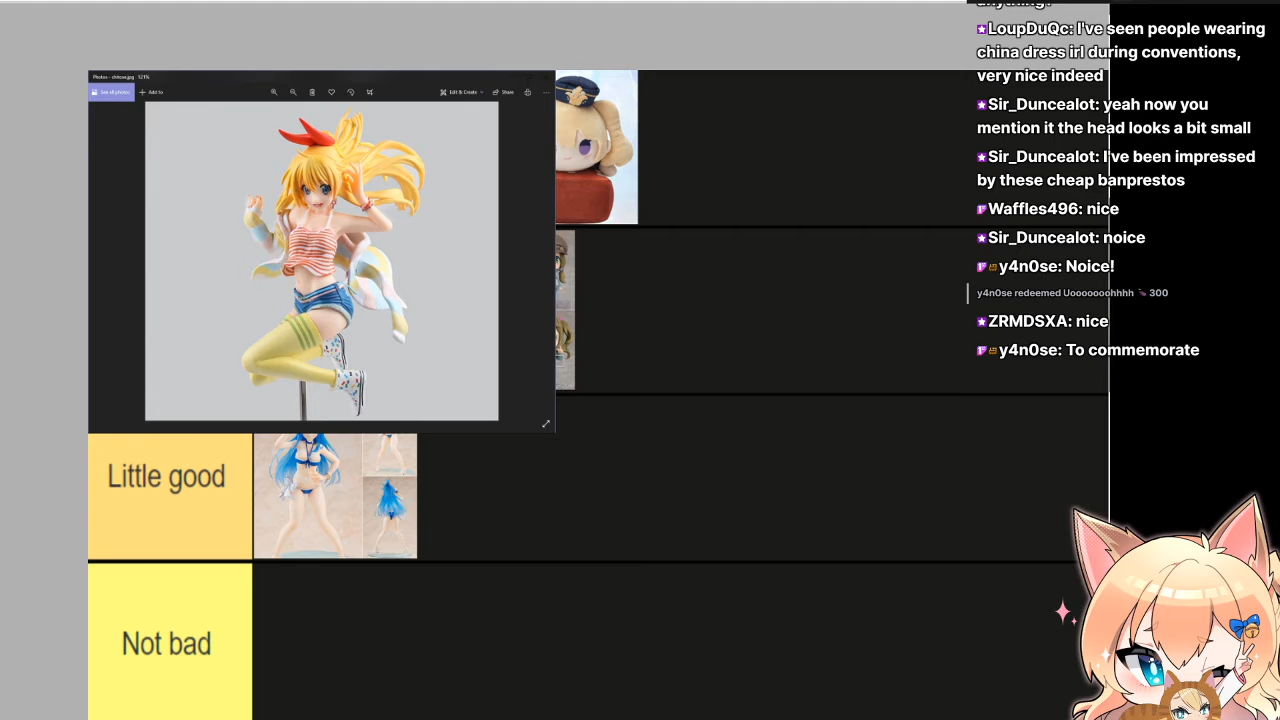 LoupDuQc: I've seen people wearing
china dress irl during conventions,
very nice indeed
Sir_Duncealot: yeah now you
mention it the head looks a bit small
Sir_Duncealot: I've been impressed
by these cheap banprestos
Waffles496: nice
Sir_Duncealot: noice
y4n0se: Noice!
y4n0se redeemed Uooooooohhhh 300
ZRMDSXA: nice
y4n0se: To commemorate
Photos - chitoge.jpg 121%
See all photos
Add to
Edit & Create
Share
Little good
Not bad